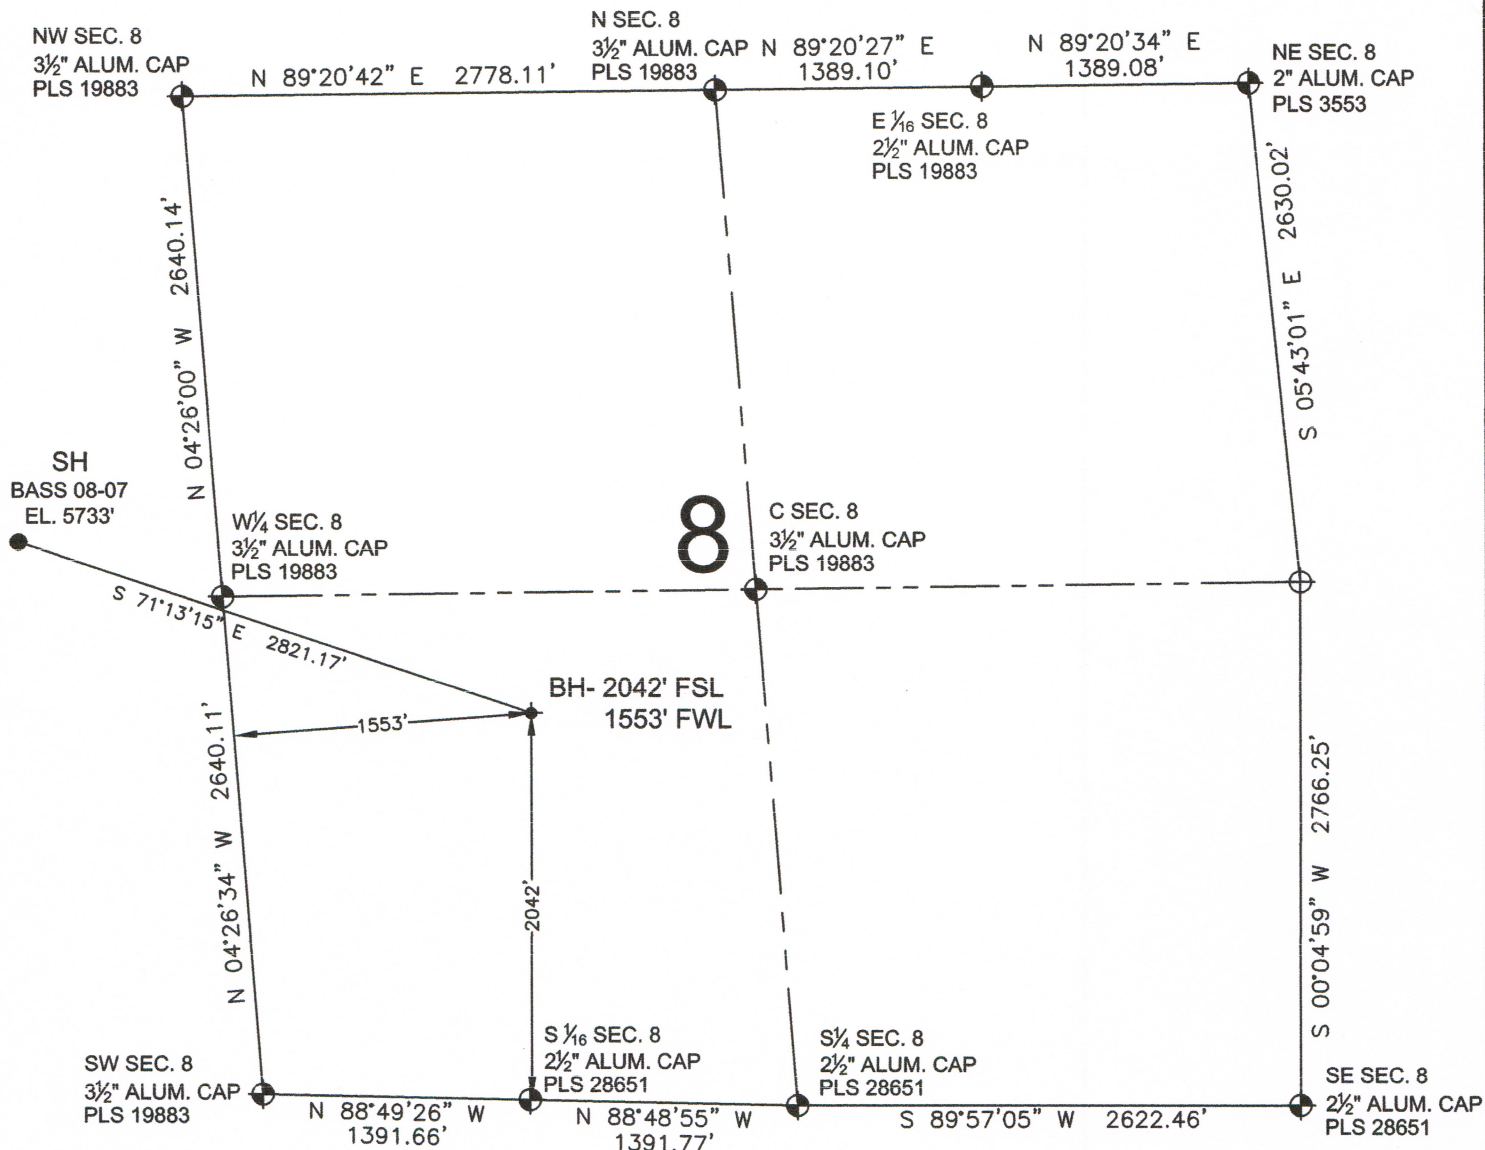 NW SEC. 8
3½" ALUM. CAP
PLS 19883
N 89°20'42" E 2778.11'
N SEC. 8
3½" ALUM. CAP
PLS 19883
N 89°20'27" E
1389.10'
N 89°20'34" E
1389.08'
NE SEC. 8
2" ALUM. CAP
PLS 3553
E 1/16 SEC. 8
2½" ALUM. CAP
PLS 19883
N 04°26'00" W 2640.14'
S 05°43'01" E 2630.02'
SH
BASS 08-07
EL. 5733'
W¼ SEC. 8
3½" ALUM. CAP
PLS 19883
8
C SEC. 8
3½" ALUM. CAP
PLS 19883
S 71°13'15" E 2821.17'
BH- 2042' FSL
1553' FWL
1553'
N 04°26'34" W 2640.11'
2042'
S 00°04'59" W 2766.25'
SW SEC. 8
3½" ALUM. CAP
PLS 19883
S 1/16 SEC. 8
2½" ALUM. CAP
PLS 28651
S¼ SEC. 8
2½" ALUM. CAP
PLS 28651
SE SEC. 8
2½" ALUM. CAP
PLS 28651
N 88°49'26" W
1391.66'
N 88°48'55" W
1391.77'
S 89°57'05" W 2622.46'